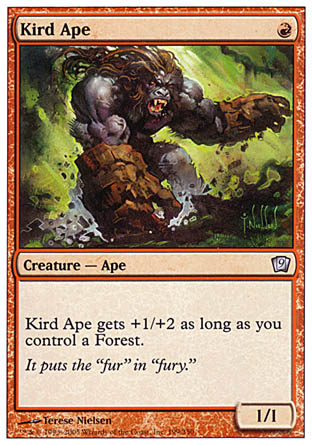 Kird Ape
Creature — Ape
9
Kird Ape gets +1/+2 as long as you
control a Forest.
It puts the “fur” in “fury.”
Terese Nielsen
1/1